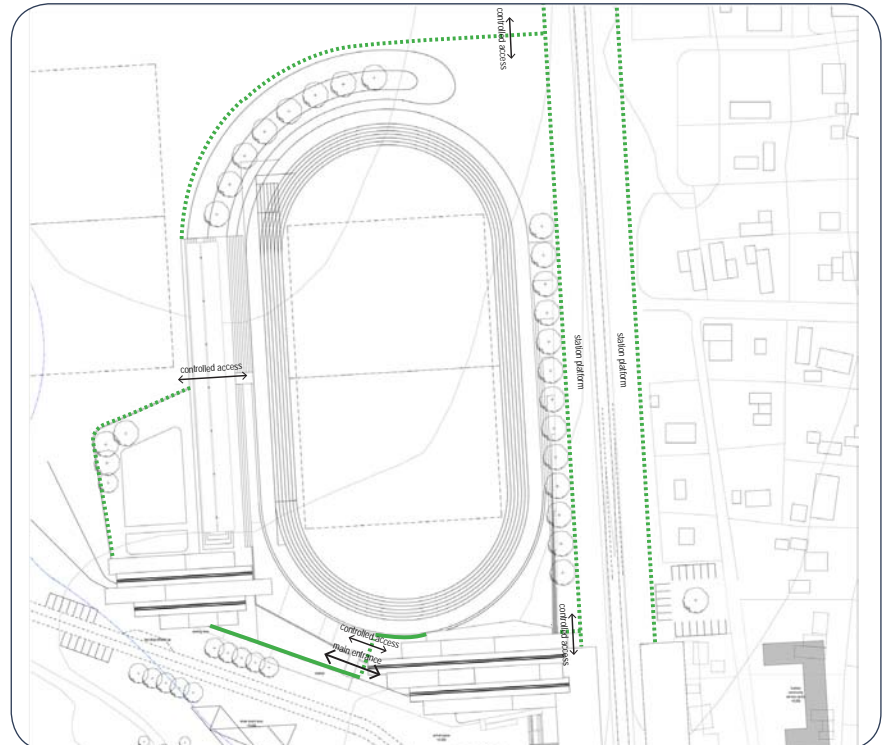 controlled access
station platform
station platform
controlled access
controlled access
main entrance
controlled access